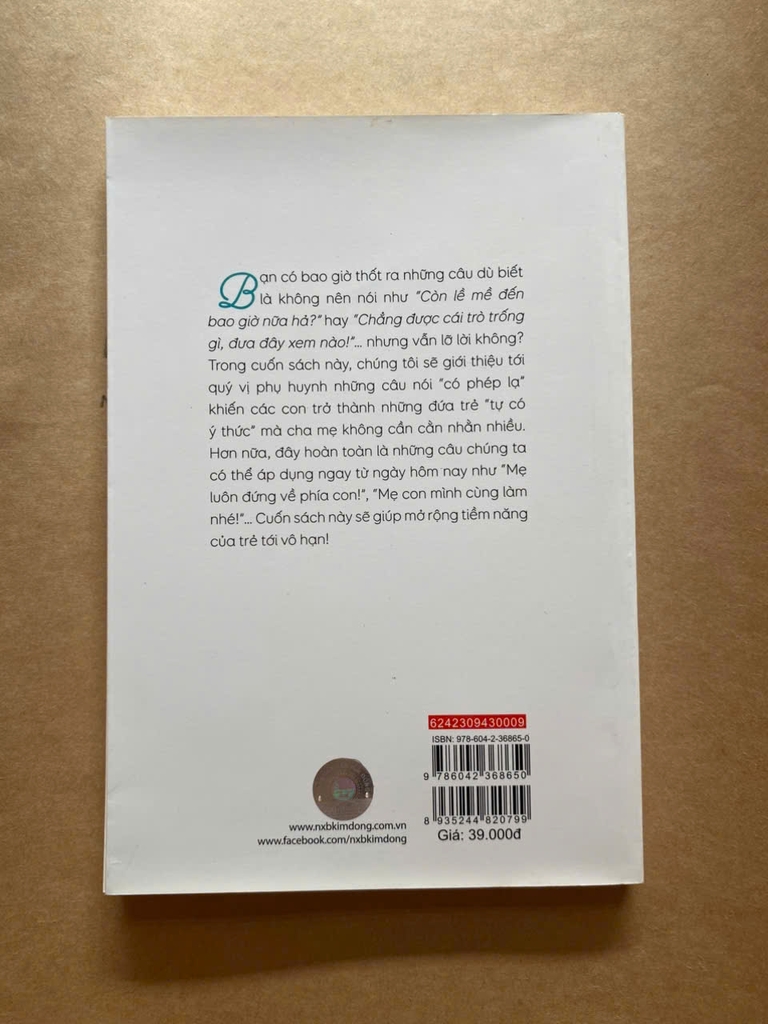 Bạn có bao giờ thốt ra những câu dù biết
là không nên nói như “Còn lề mề đến
bao giờ nữa hả?” hay “Chẳng được cái trò trống
gì, đưa đây xem nào!”... nhưng vẫn lỡ lời không?
Trong cuốn sách này, chúng tôi sẽ giới thiệu tới
quý vị phụ huynh những câu nói “có phép lạ”
khiến các con trở thành những đứa trẻ “tự có
ý thức” mà cha mẹ không cần cằn nhằn nhiều.
Hơn nữa, đây hoàn toàn là những câu chúng ta
có thể áp dụng ngay từ ngày hôm nay như “Mẹ
luôn đứng về phía con!”, “Mẹ con mình cùng làm
nhé!”... Cuốn sách này sẽ giúp mở rộng tiềm năng
của trẻ tới vô hạn!
6242309430009
ISBN: 978-604-2-36865-0
9 786042 368650
8 935244 820799
Giá: 39.000đ
www.nxbkimdong.com.vn
www.facebook.com/nxbkimdong